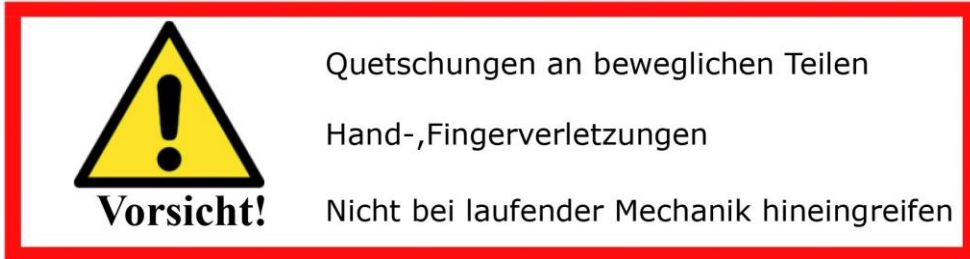 Quetschungen an beweglichen Teilen
Hand-,Fingerverletzungen
Vorsicht!
Nicht bei laufender Mechanik hineingreifen